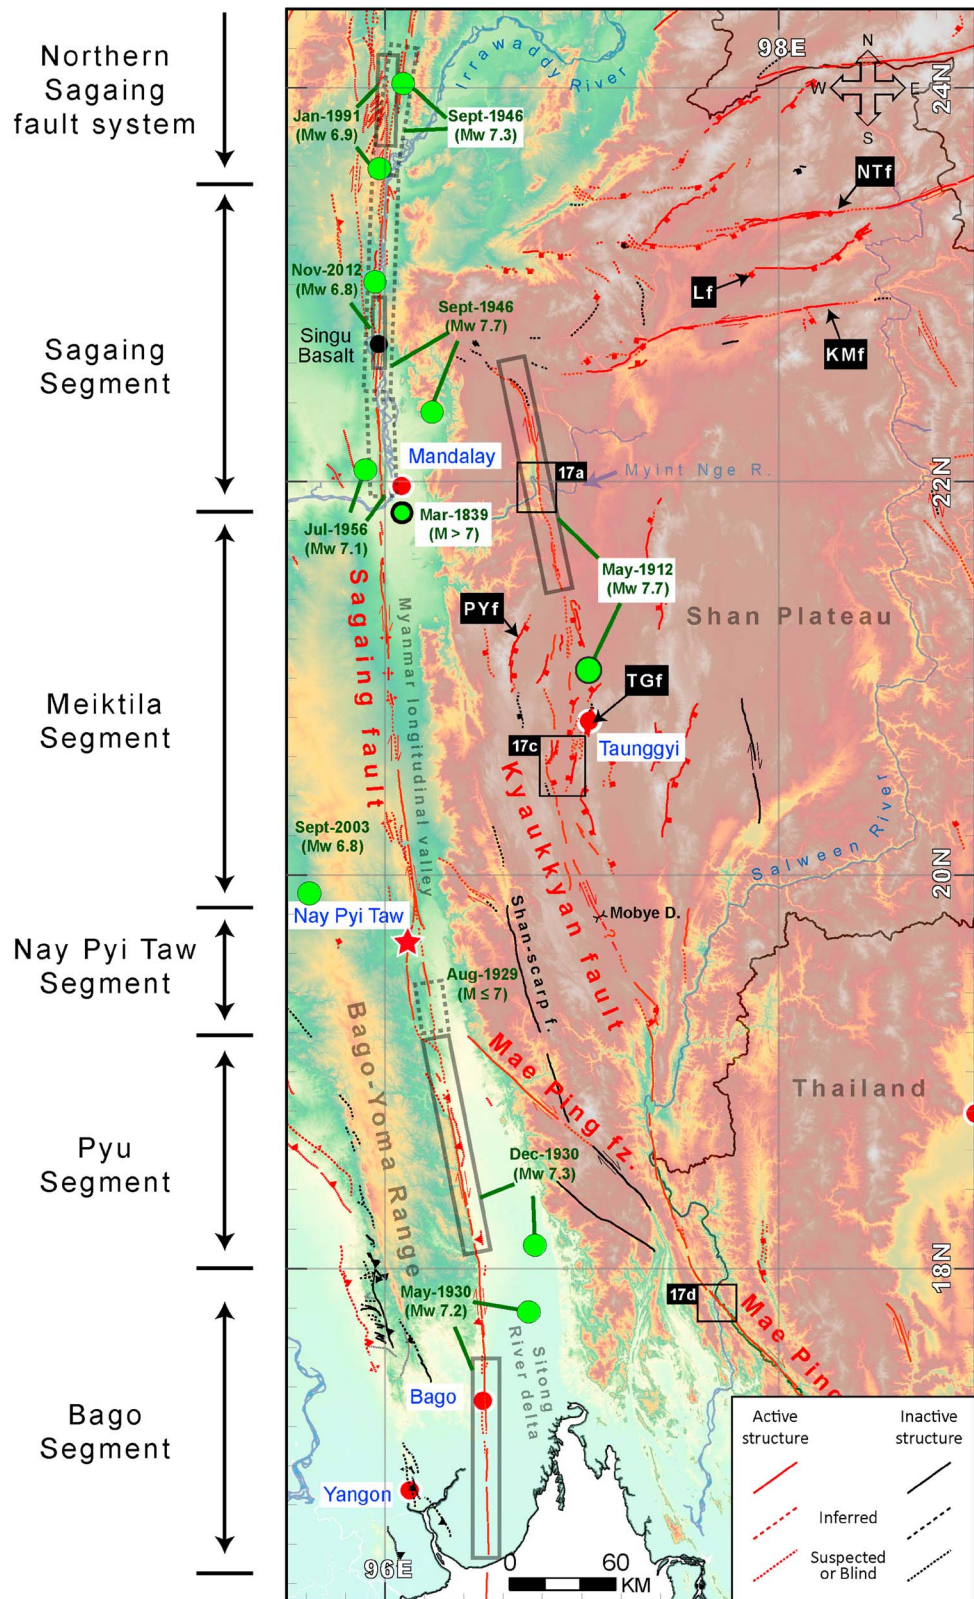 Northern
Sagaing
fault system
Sagaing
Segment
Meiktila
Segment
Nay Pyi Taw
Segment
Pyu
Segment
Bago
Segment
98E
N
W
E
S
24N
Irrawaddy
River
Jan-1991
(Mw 6.9)
Sept-1946
(Mw 7.3)
NTf
Nov-2012
(Mw 6.8)
Lf
Sept-1946
(Mw 7.7)
Singu
Basalt
KMf
Mandalay
17a
Myint Nge R.
22N
Mar-1839
(M > 7)
Jul-1956
(Mw 7.1)
May-1912
(Mw 7.7)
Sagaing fault
Myanmar longitudinal valley
PYf
Shan Plateau
TGf
17c
Taunggyi
Kyaukkyan fault
Sept-2003
(Mw 6.8)
Salween River
20N
Nay Pyi Taw
Shan-scarp f.
Mobye D.
Aug-1929
(M ≤ 7)
Bago-Yoma Range
Mae Ping fz.
Thailand
Dec-1930
(Mw 7.3)
18N
May-1930
(Mw 7.2)
17d
Mae Ping
Sitong
River delta
Bago
Yangon
96E
0
60
KM
Active
structure
Inactive
structure
Inferred
Suspected
or Blind